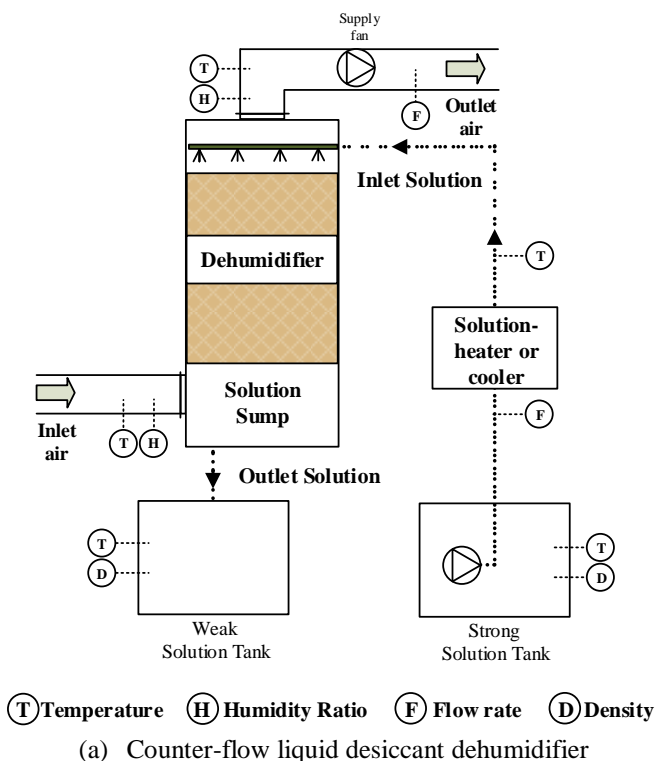 Supply
fan
T
H
F
Outlet
air
Inlet Solution
T
Dehumidifier
Solution-
heater or
cooler
Solution
Sump
F
Inlet
air
T
H
Outlet Solution
T
D
T
D
Weak
Solution Tank
Strong
Solution Tank
T Temperature H Humidity Ratio F Flow rate D Density
(a) Counter-flow liquid desiccant dehumidifier